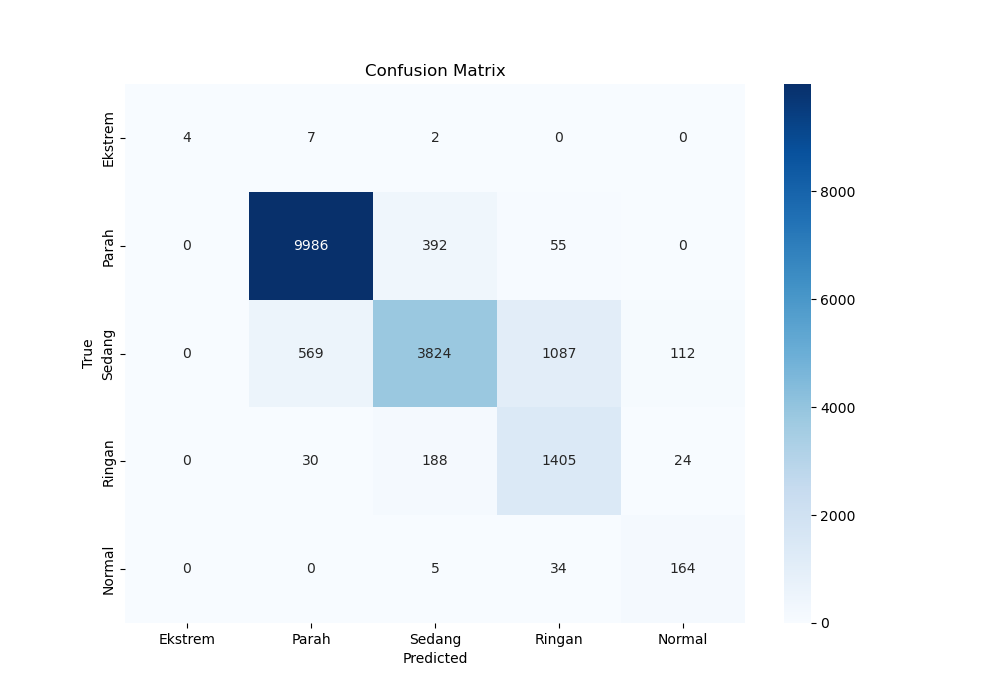 Confusion Matrix
True
Ekstrem 4 7 2 0 0
Parah 0 9986 392 55 0
Sedang 0 569 3824 1087 112
Ringan 0 30 188 1405 24
Normal 0 0 5 34 164
Ekstrem Parah Sedang Ringan Normal
Predicted
8000
6000
4000
2000
0